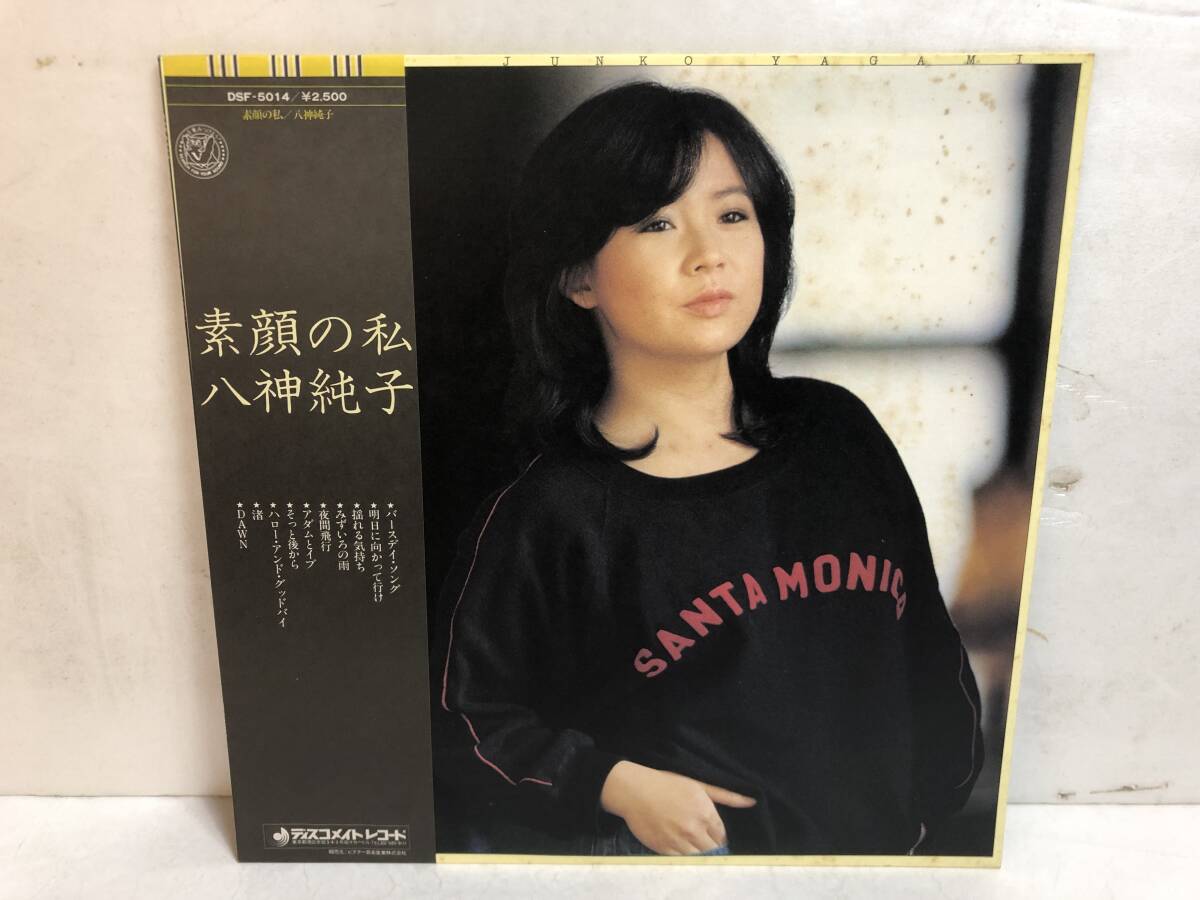 JUNKO YAGAMI
DSF-5014/¥2,500
素顔の私/八神純子
素顔の私
八神純子
★バースデイ・ソング
★明日に向かって行け
★揺れる気持ち
★みずいろの雨
★夜間飛行
★アダムとイブ
★そっと後から
★ハロー・アンド・グッドバイ
★渚
★DAWN
SANTA MONICA
ディスコメイトレコード